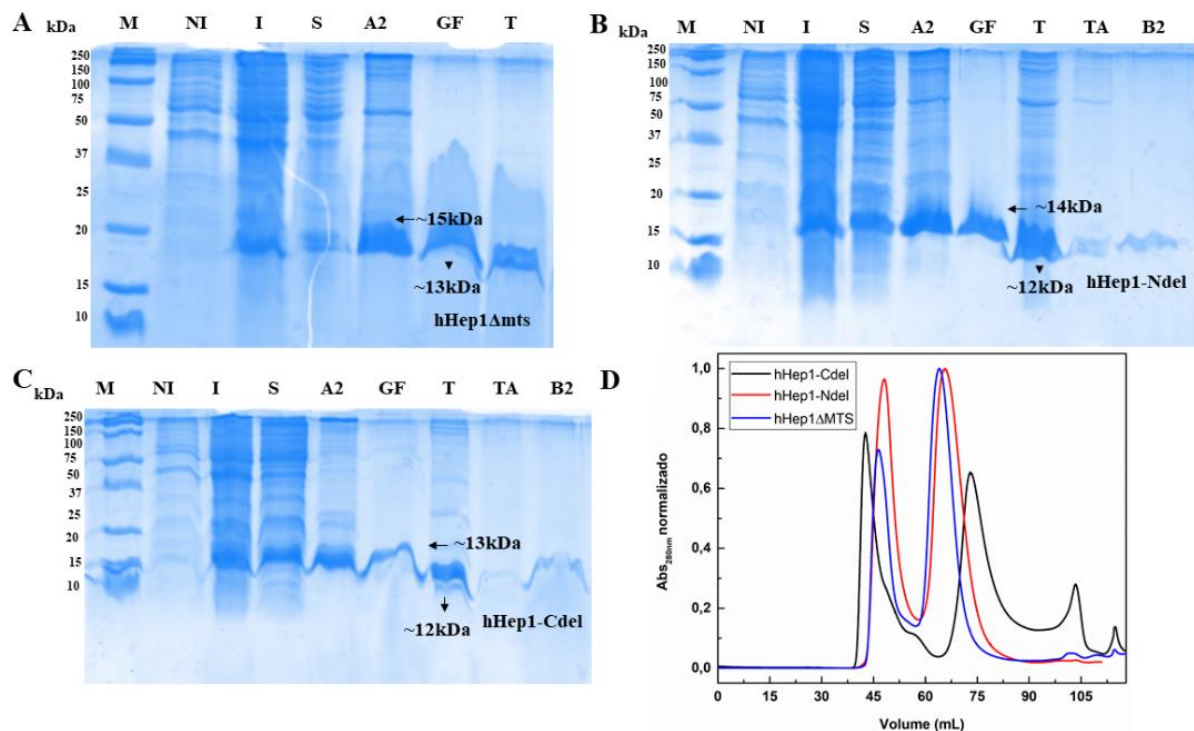 A
kDa M NI I S A2 GF T
250
150
100
75
50
37
25
20
15
10
~15kDa
~13kDa
hHep1Δmts
B
kDa M NI I S A2 GF T TA B2
250
150
100
75
50
37
25
20
15
10
~14kDa
~12kDa
hHep1-Ndel
C
kDa M NI I S A2 GF T TA B2
250
150
100
75
50
37
25
20
15
10
~13kDa
~12kDa
hHep1-Cdel
D
hHep1-Cdel
hHep1-Ndel
hHep1ΔMTS
1,0
0,8
0,6
0,4
0,2
0,0
Abs280nm normalizado
0 15 30 45 60 75 90 105
Volume (mL)